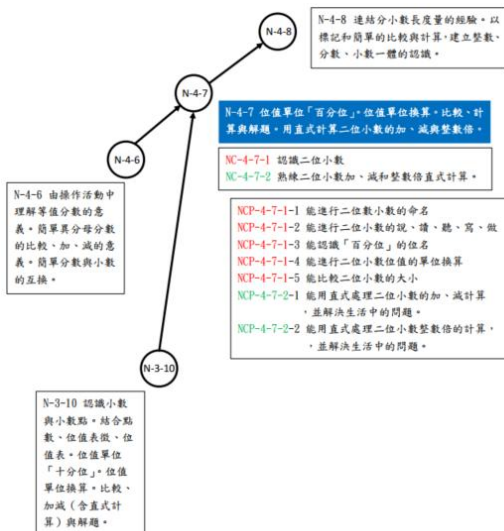 N-4-8
N-4-8 連結分小數長度量的經驗。以
標記和簡單的比較與計算,建立整數、
分數、小數一體的認識。
N-4-7
N-4-7 位值單位「百分位」。位值單位換算。比較、計
算與解題。用直式計算二位小數的加、減與整數倍。
NC-4-7-1 認識二位小數
NC-4-7-2 熟練二位小數加、減和整數倍直式計算。
N-4-6
N-4-6 由操作活動中
理解等值分數的意
義。簡單異分母分數
的比較、加、減的意
義。簡單分數與小數
的互換。
NCP-4-7-1-1 能進行二位數小數的命名
NCP-4-7-1-2 能進行二位小數的說、讀、聽、寫、做
NCP-4-7-1-3 能認識「百分位」的位名
NCP-4-7-1-4 能進行二位小數位值的單位換算
NCP-4-7-1-5 能比較二位小數的大小
NCP-4-7-2-1 能用直式處理二位小數的加、減計算
,並解決生活中的問題。
NCP-4-7-2-2 能用直式處理二位小數整數倍的計算,
,並解決生活中的問題。
N-3-10
N-3-10 認識小數
與小數點。結合點
數、位值表徵、位
值表。位值單位
「十分位」。位值
單位換算。比較、
加減(含直式計
算)與解題。